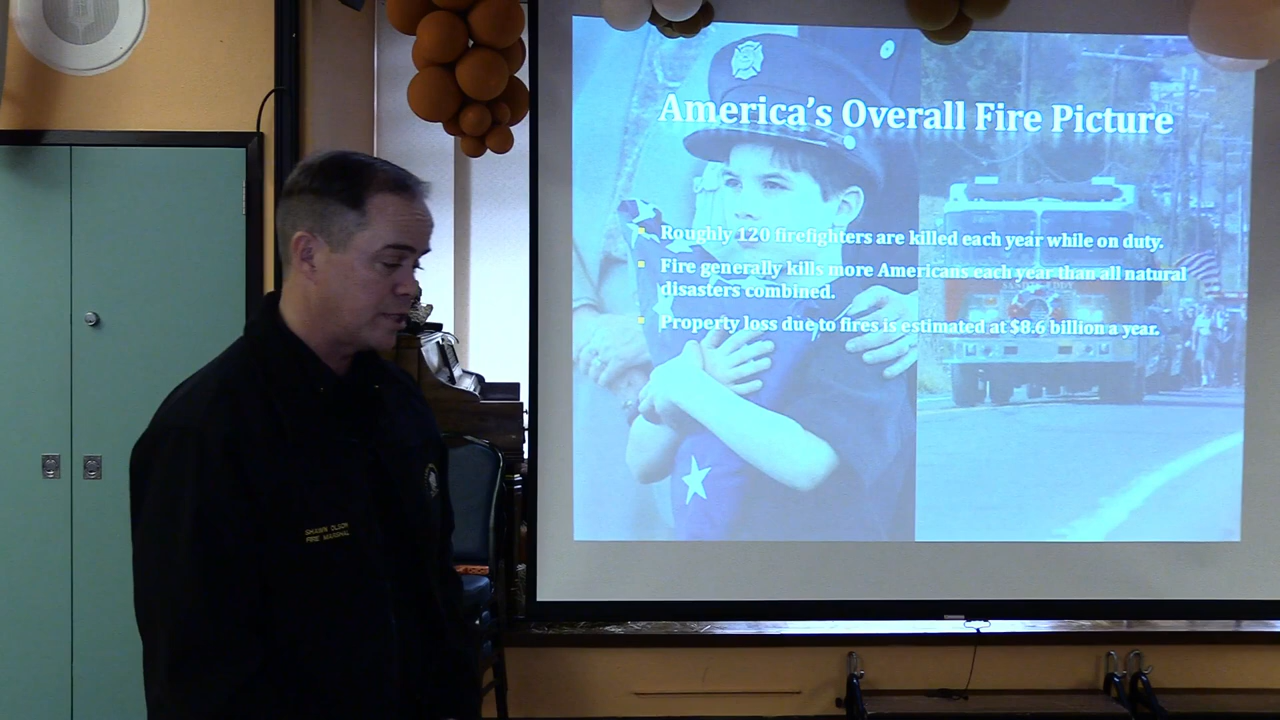 America's Overall Fire Picture
Roughly 120 firefighters are killed each year while on duty.
Fire generally kills more Americans each year than all natural
disasters combined.
Property loss due to fires is estimated at $8.6 billion a year.
SHAWN OLSON
FIRE MARSHAL